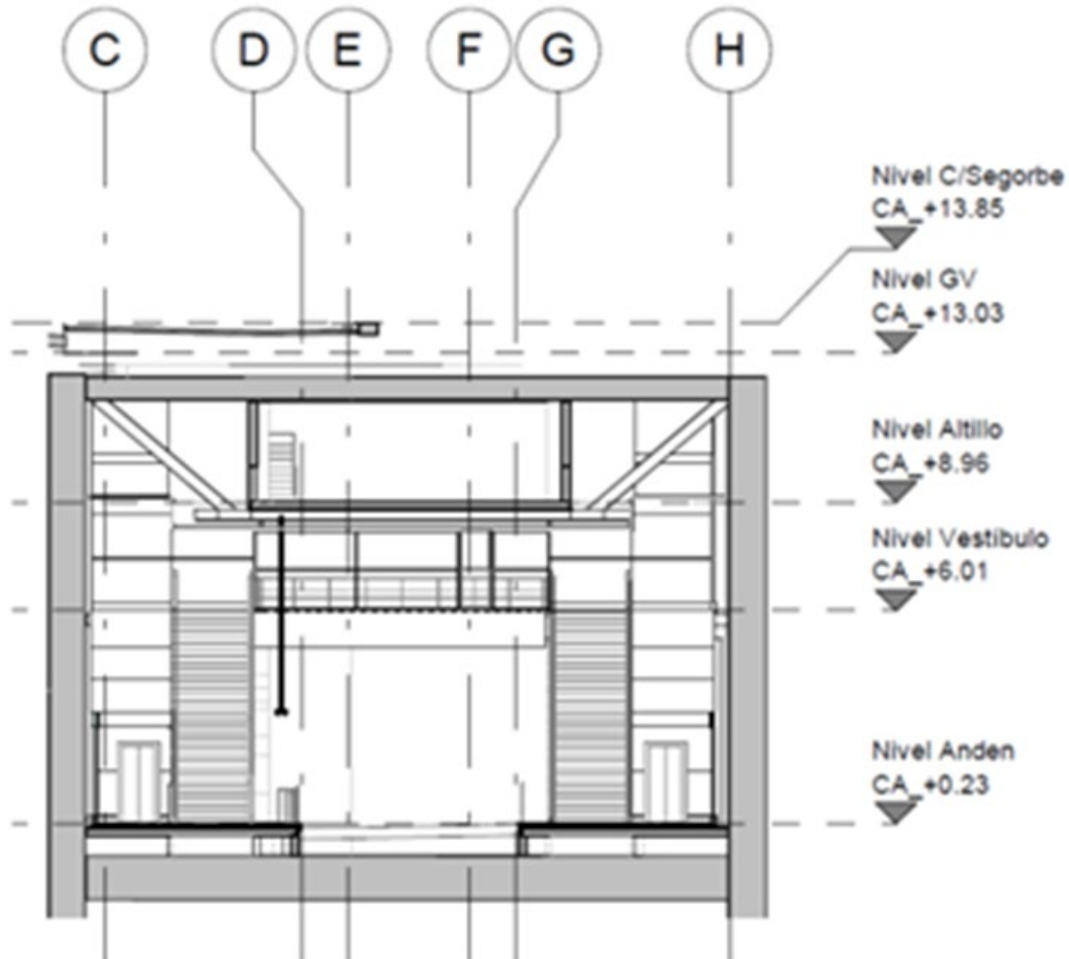 C D E F G H
Nivel C/Segorbe
CA_+13.85
Nivel GV
CA_+13.03
Nivel Altillo
CA_+8.96
Nivel Vestíbulo
CA_+6.01
Nivel Anden
CA_+0.23